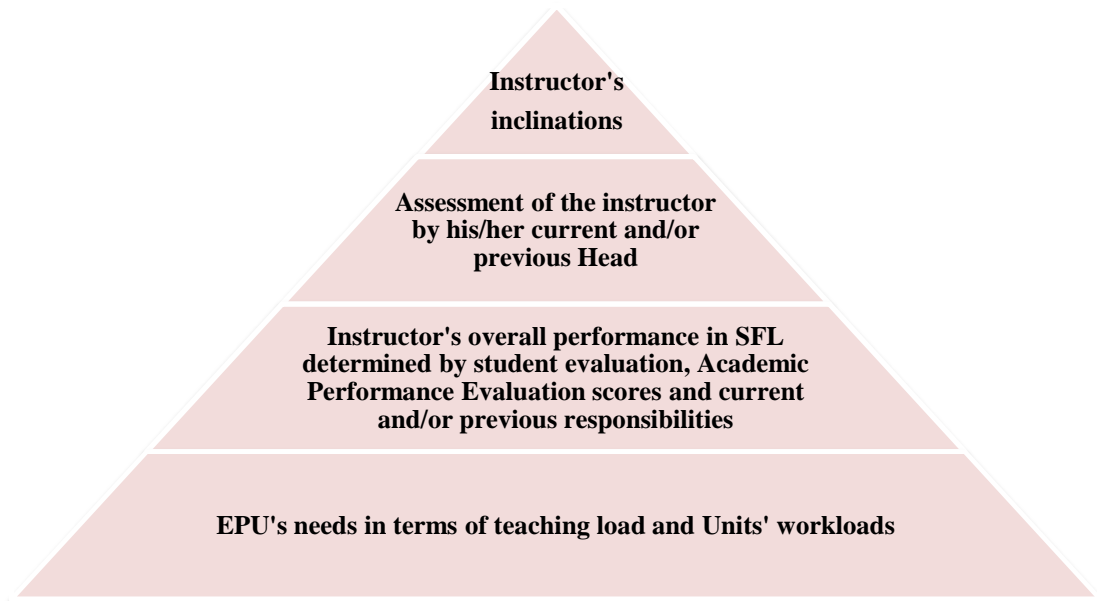 Instructor's
inclinations
Assessment of the instructor
by his/her current and/or
previous Head
Instructor's overall performance in SFL
determined by student evaluation, Academic
Performance Evaluation scores and current
and/or previous responsibilities
EPU's needs in terms of teaching load and Units' workloads